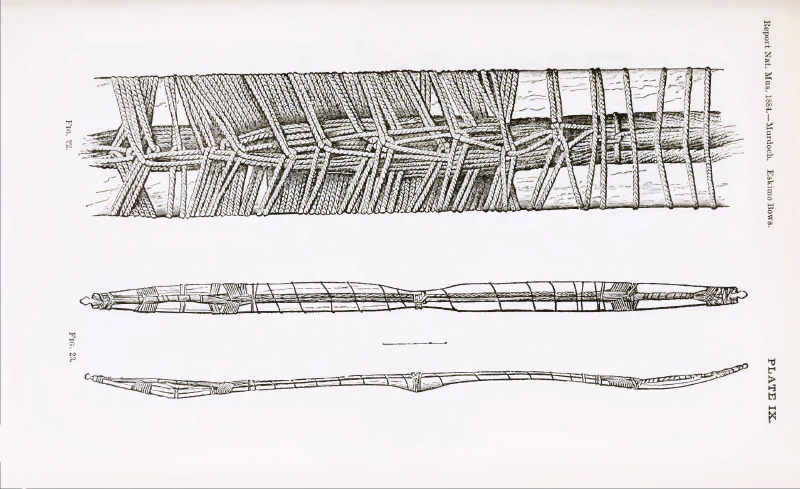 Report Nat. Mus. 1884.—Murdoch. Eskimo Bows.
PLATE IX.
FIG. 22.
FIG. 23.